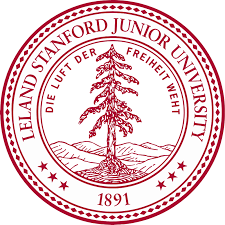 LELAND STANFORD JUNIOR UNIVERSITY
DIE LUFT DER FREIHEIT WEHT
1891